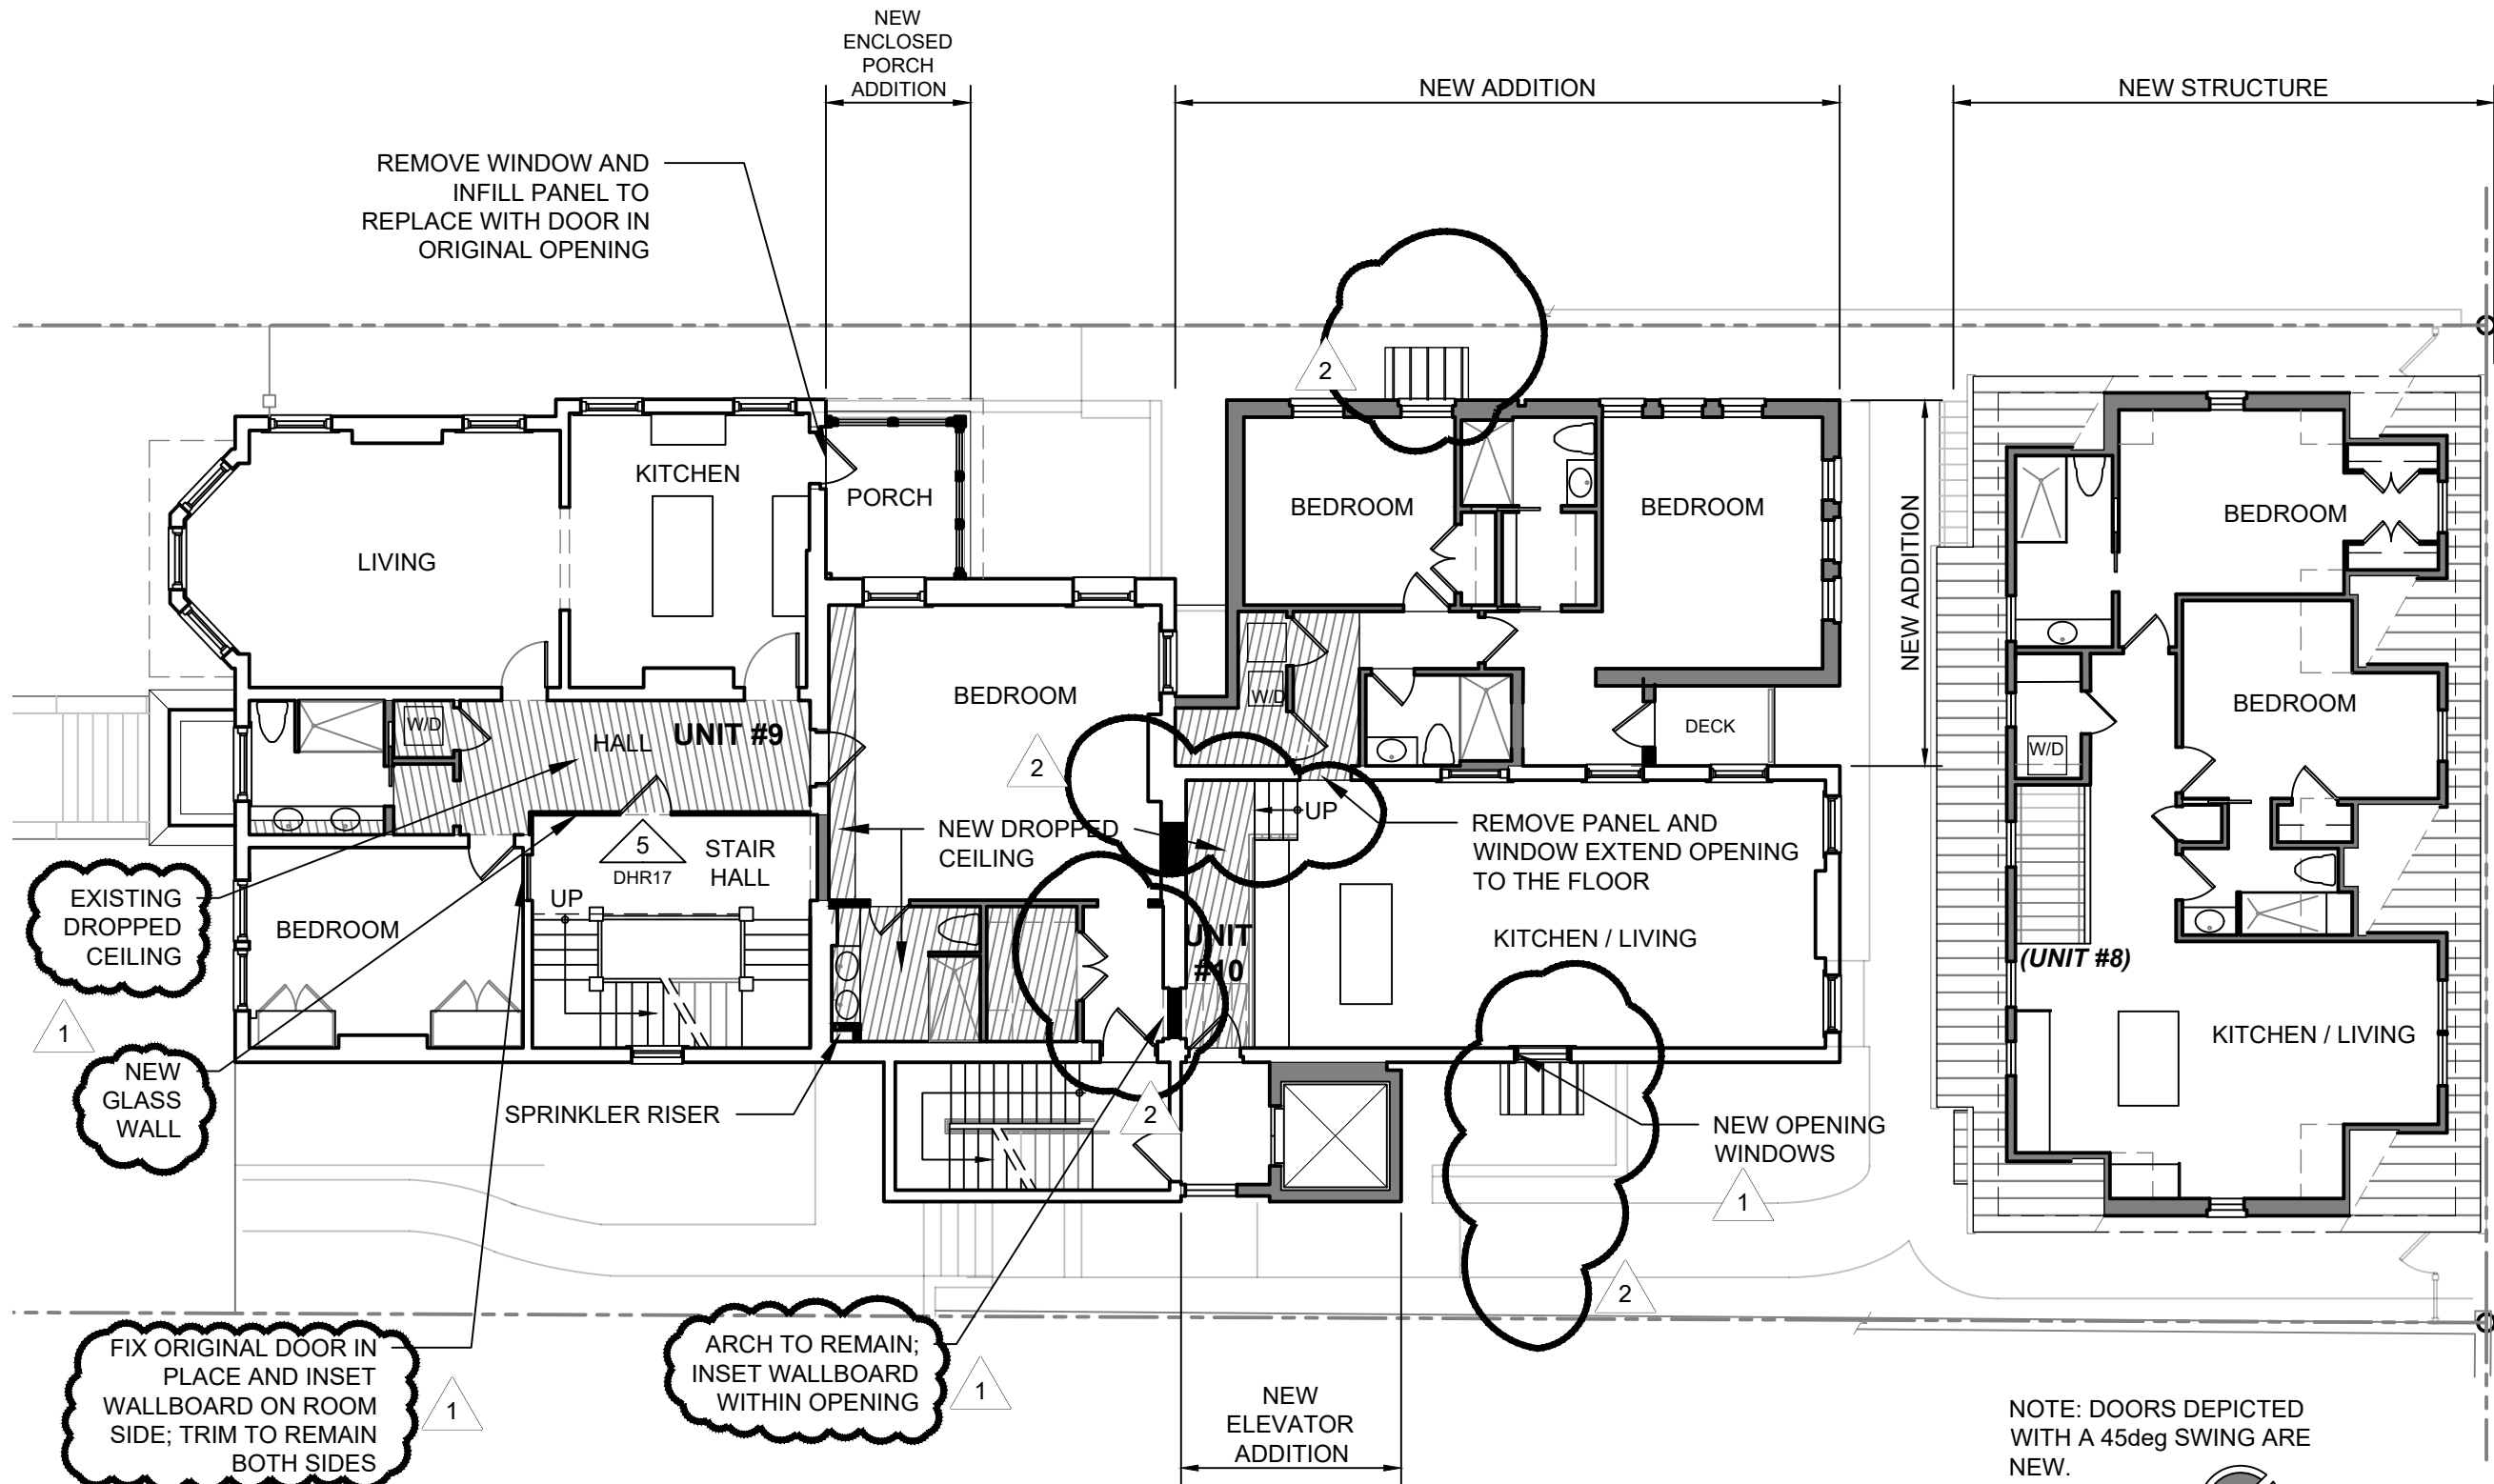 NEW
ENCLOSED
PORCH
ADDITION
NEW ADDITION
NEW STRUCTURE
REMOVE WINDOW AND
INFILL PANEL TO
REPLACE WITH DOOR IN
ORIGINAL OPENING
2
KITCHEN
PORCH
LIVING
BEDROOM
BEDROOM
NEW ADDITION
BEDROOM
BEDROOM
W/D
DECK
BEDROOM
W/D
HALL
UNIT #9
2
W/D
UP
NEW DROPPED
CEILING
REMOVE PANEL AND
WINDOW EXTEND OPENING
TO THE FLOOR
5
DHR17
STAIR
HALL
EXISTING
DROPPED
CEILING
UP
BEDROOM
UNIT
#10
KITCHEN / LIVING
(UNIT #8)
1
KITCHEN / LIVING
NEW
GLASS
WALL
SPRINKLER RISER
2
NEW OPENING
WINDOWS
1
2
FIX ORIGINAL DOOR IN
PLACE AND INSET
WALLBOARD ON ROOM
SIDE; TRIM TO REMAIN
BOTH SIDES
1
ARCH TO REMAIN;
INSET WALLBOARD
WITHIN OPENING
1
NEW
ELEVATOR
ADDITION
NOTE: DOORS DEPICTED
WITH A 45deg SWING ARE
NEW.